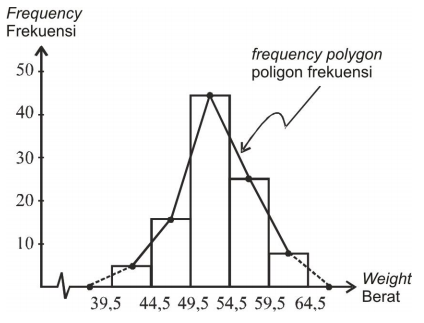 Frequency
Frekuensi
frequency polygon
poligon frekuensi
50
40
30
20
10
39,5 44,5 49,5 54,5 59,5 64,5
Weight
Berat